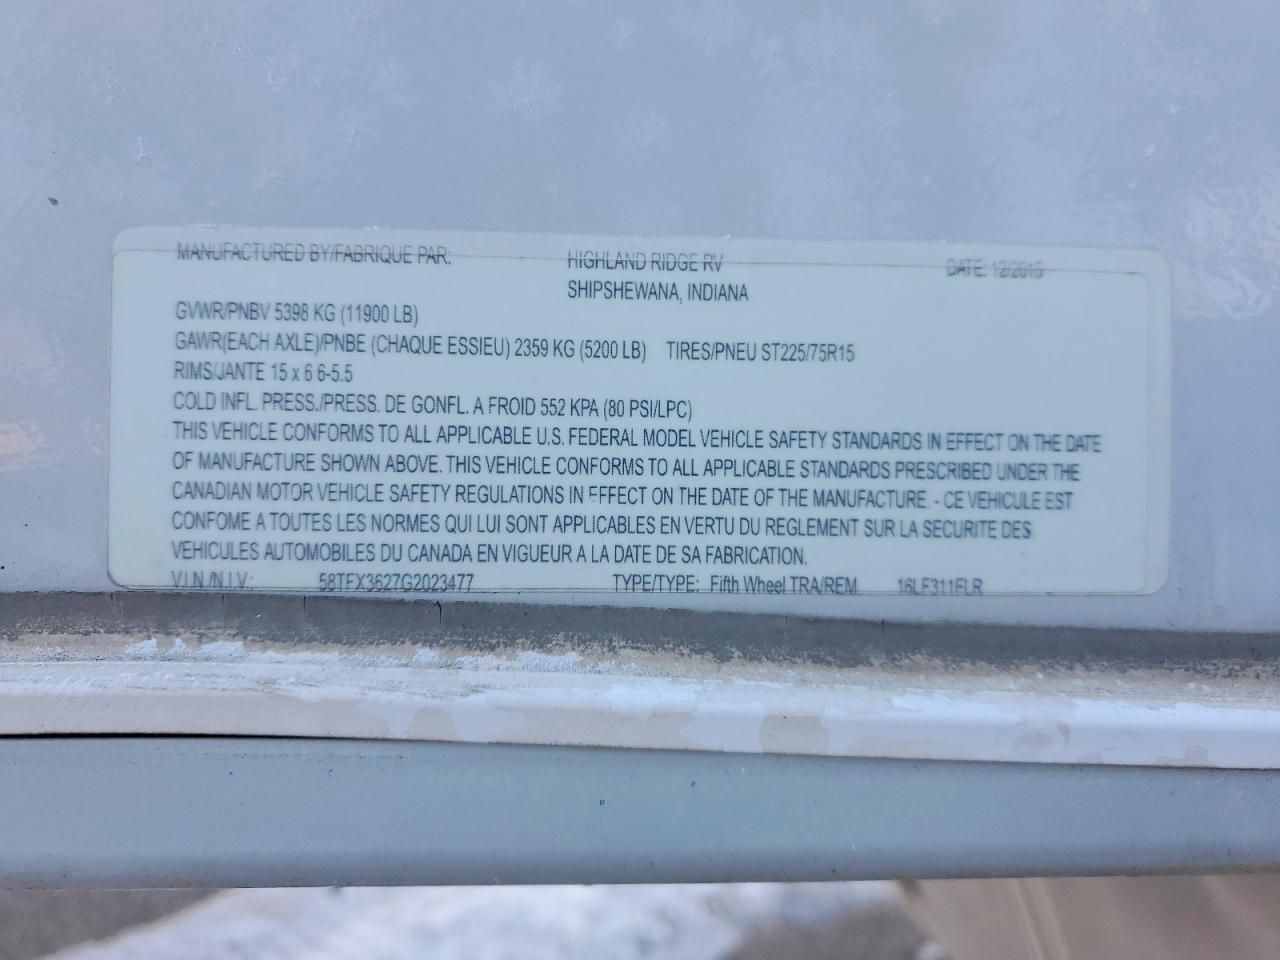 MANUFACTURED BY/FABRIQUE PAR: HIGHLAND RIDGE RV DATE: 12/2015
SHIPSHEWANA, INDIANA
GVWR/PNBV 5398 KG (11900 LB)
GAWR(EACH AXLE)/PNBE (CHAQUE ESSIEU) 2359 KG (5200 LB) TIRES/PNEU ST225/75R15
RIMS/JANTE 15 x 6 6-5.5
COLD INFL. PRESS./PRESS. DE GONFL. A FROID 552 KPA (80 PSI/LPC)
THIS VEHICLE CONFORMS TO ALL APPLICABLE U.S. FEDERAL MODEL VEHICLE SAFETY STANDARDS IN EFFECT ON THE DATE
OF MANUFACTURE SHOWN ABOVE. THIS VEHICLE CONFORMS TO ALL APPLICABLE STANDARDS PRESCRIBED UNDER THE
CANADIAN MOTOR VEHICLE SAFETY REGULATIONS IN EFFECT ON THE DATE OF THE MANUFACTURE. - CE VEHICULE EST
CONFOME A TOUTES LES NORMES QUI LUI SONT APPLICABLES EN VERTU DU REGLEMENT SUR LA SECURITE DES
VEHICULES AUTOMOBILES DU CANADA EN VIGUEUR A LA DATE DE SA FABRICATION.
V.I.N./N.I.V.: 58TFX3627G2023477 TYPE/TYPE: Fifth Wheel TRA/REM 16LF311FLR